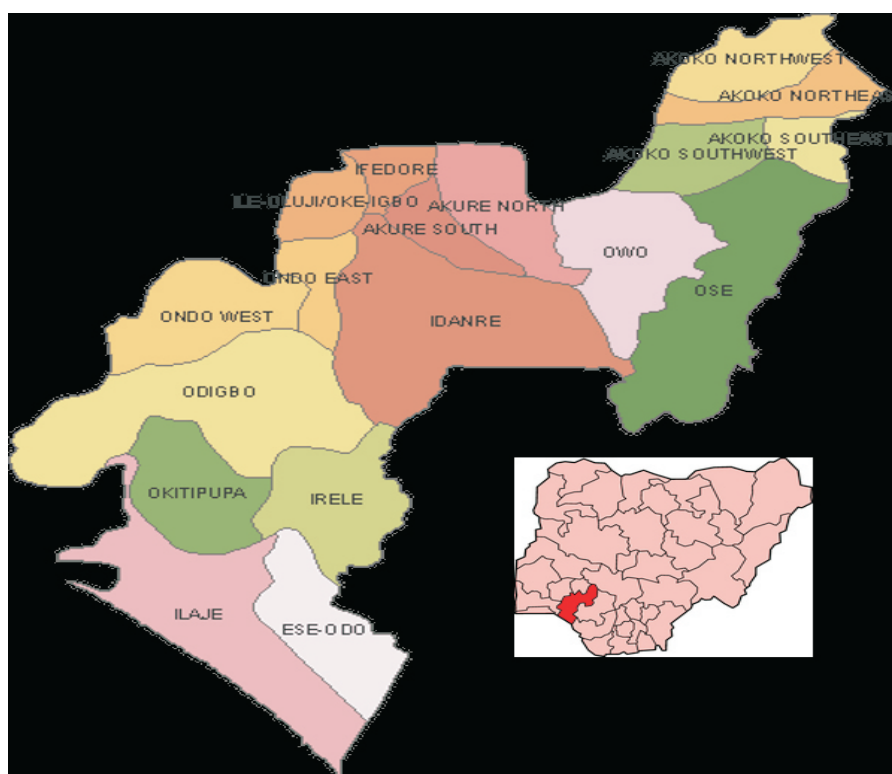 AKOKO NORTHWEST
AKOKO NORTHEAST
AKOKO SOUTHEAST
AKOKO SOUTHWEST
IFEDORE
ILE-OLUJI/OKE-IGBO
AKURE NORTH
AKURE SOUTH
OWO
ONDO EAST
OSE
ONDO WEST
IDANRE
ODIGBO
OKITIPUPA
IRELE
ILAJE
ESE-ODO